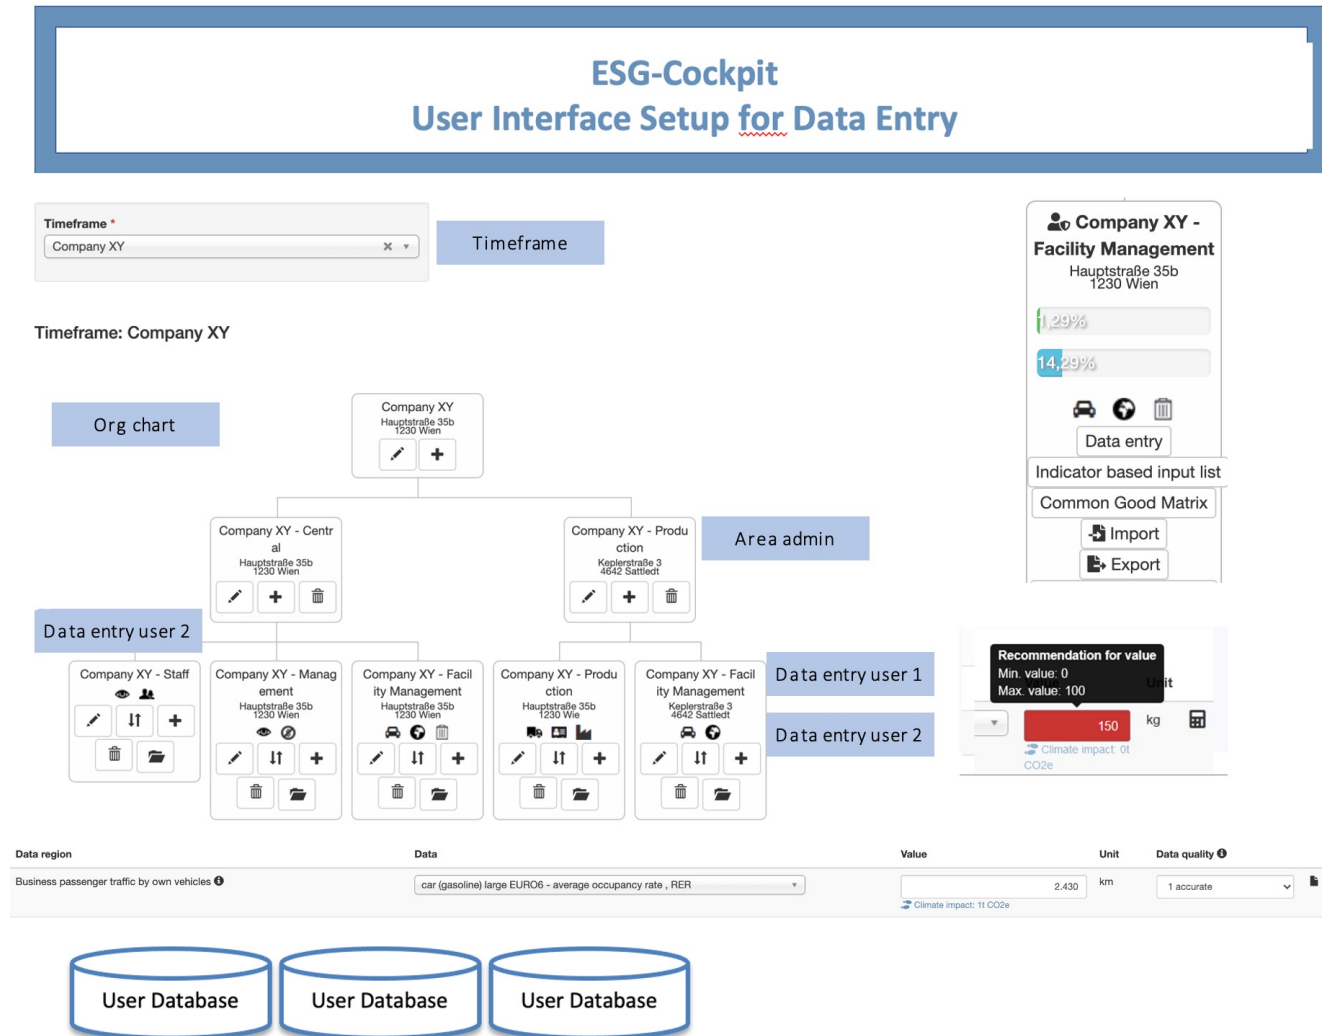 ESG-Cockpit
User Interface Setup for Data Entry
Timeframe *
Company XY
Timeframe
Timeframe: Company XY
Org chart
Company XY
Hauptstraße 35b
1230 Wien
Company XY - Centr
al
Hauptstraße 35b
1230 Wien
Company XY - Produ
ction
Keplerstraße 3
4642 Sattledt
Area admin
Data entry user 2
Company XY - Staff
Company XY - Manag
ement
Hauptstraße 35b
1230 Wien
Company XY - Facil
ity Management
Hauptstraße 35b
1230 Wien
Company XY - Produ
ction
Hauptstraße 35b
1230 Wie
Company XY - Facil
ity Management
Keplerstraße 3
4642 Sattledt
Data entry user 1
Data entry user 2
Company XY -
Facility Management
Hauptstraße 35b
1230 Wien
1,29%
14,29%
Data entry
Indicator based input list
Common Good Matrix
Import
Export
Recommendation for value
Min. value: 0
Max. value: 100
Unit
150
kg
Climate impact: 0t
CO2e
Data region
Data
Value
Unit
Data quality
Business passenger traffic by own vehicles
car (gasoline) large EURO6 - average occupancy rate , RER
2.430
km
1 accurate
Climate impact: 1t CO2e
User Database
User Database
User Database